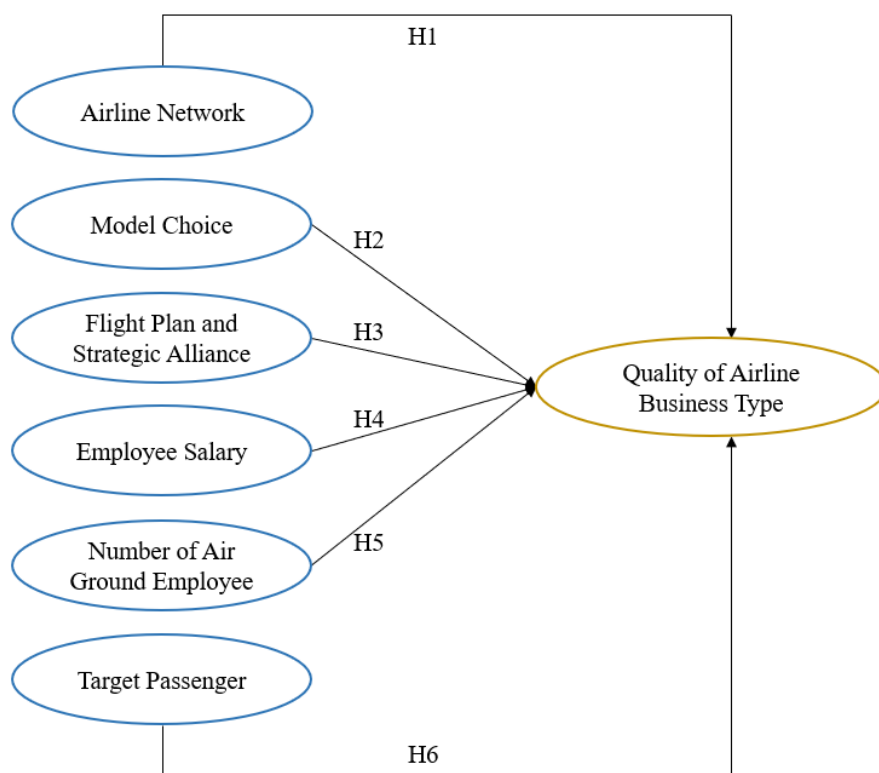 H1
Airline Network
Model Choice
H2
Flight Plan and
Strategic Alliance
H3
Quality of Airline
Business Type
Employee Salary
H4
Number of Air
Ground Employee
H5
Target Passenger
H6